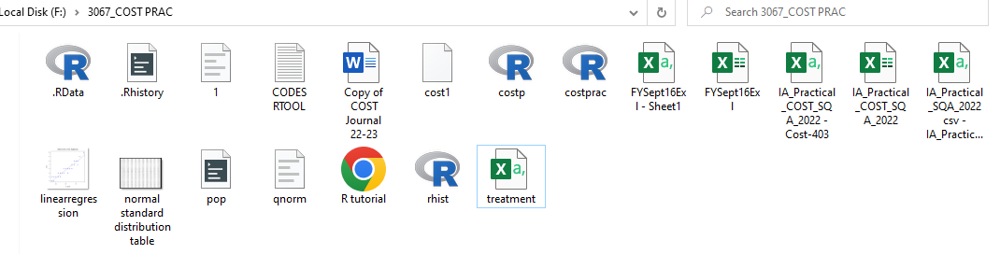 Local Disk (F:) > 3067_COST PRAC
Search 3067_COST PRAC
.RData
.Rhistory
1
CODES
RTOOL
Copy of
COST
Journal
22-23
cost1
costp
costprac
FYSept16Ex
I - Sheet1
FYSept16Ex
I
IA_Practical
_COST_SQ
A_2022 -
Cost-403
IA_Practical
_COST_SQ
A_2022
IA_Practical
_SQA_2022
csv -
IA_Practic...
linearregres
sion
normal
standard
distribution
table
pop
qnorm
R tutorial
rhist
treatment